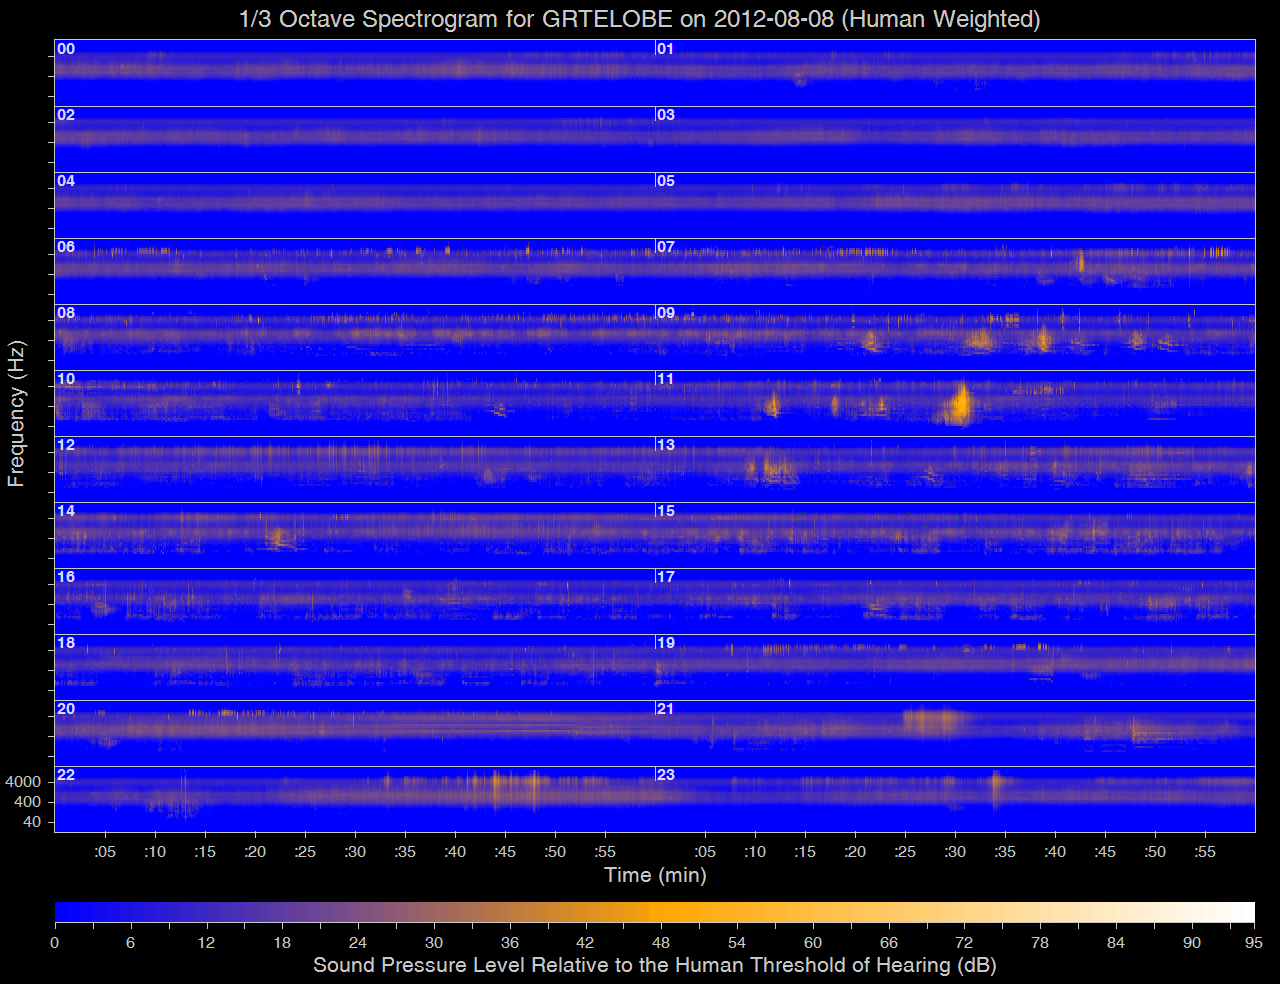 1/3 Octave Spectrogram for GRTELOBE on 2012-08-08 (Human Weighted)
00 01
02 03
04 05
06 07
08 09
10 11
12 13
14 15
16 17
18 19
20 21
22 23
Frequency (Hz)
4000
400
40
:05 :10 :15 :20 :25 :30 :35 :40 :45 :50 :55 :05 :10 :15 :20 :25 :30 :35 :40 :45 :50 :55
Time (min)
0 6 12 18 24 30 36 42 48 54 60 66 72 78 84 90 95
Sound Pressure Level Relative to the Human Threshold of Hearing (dB)